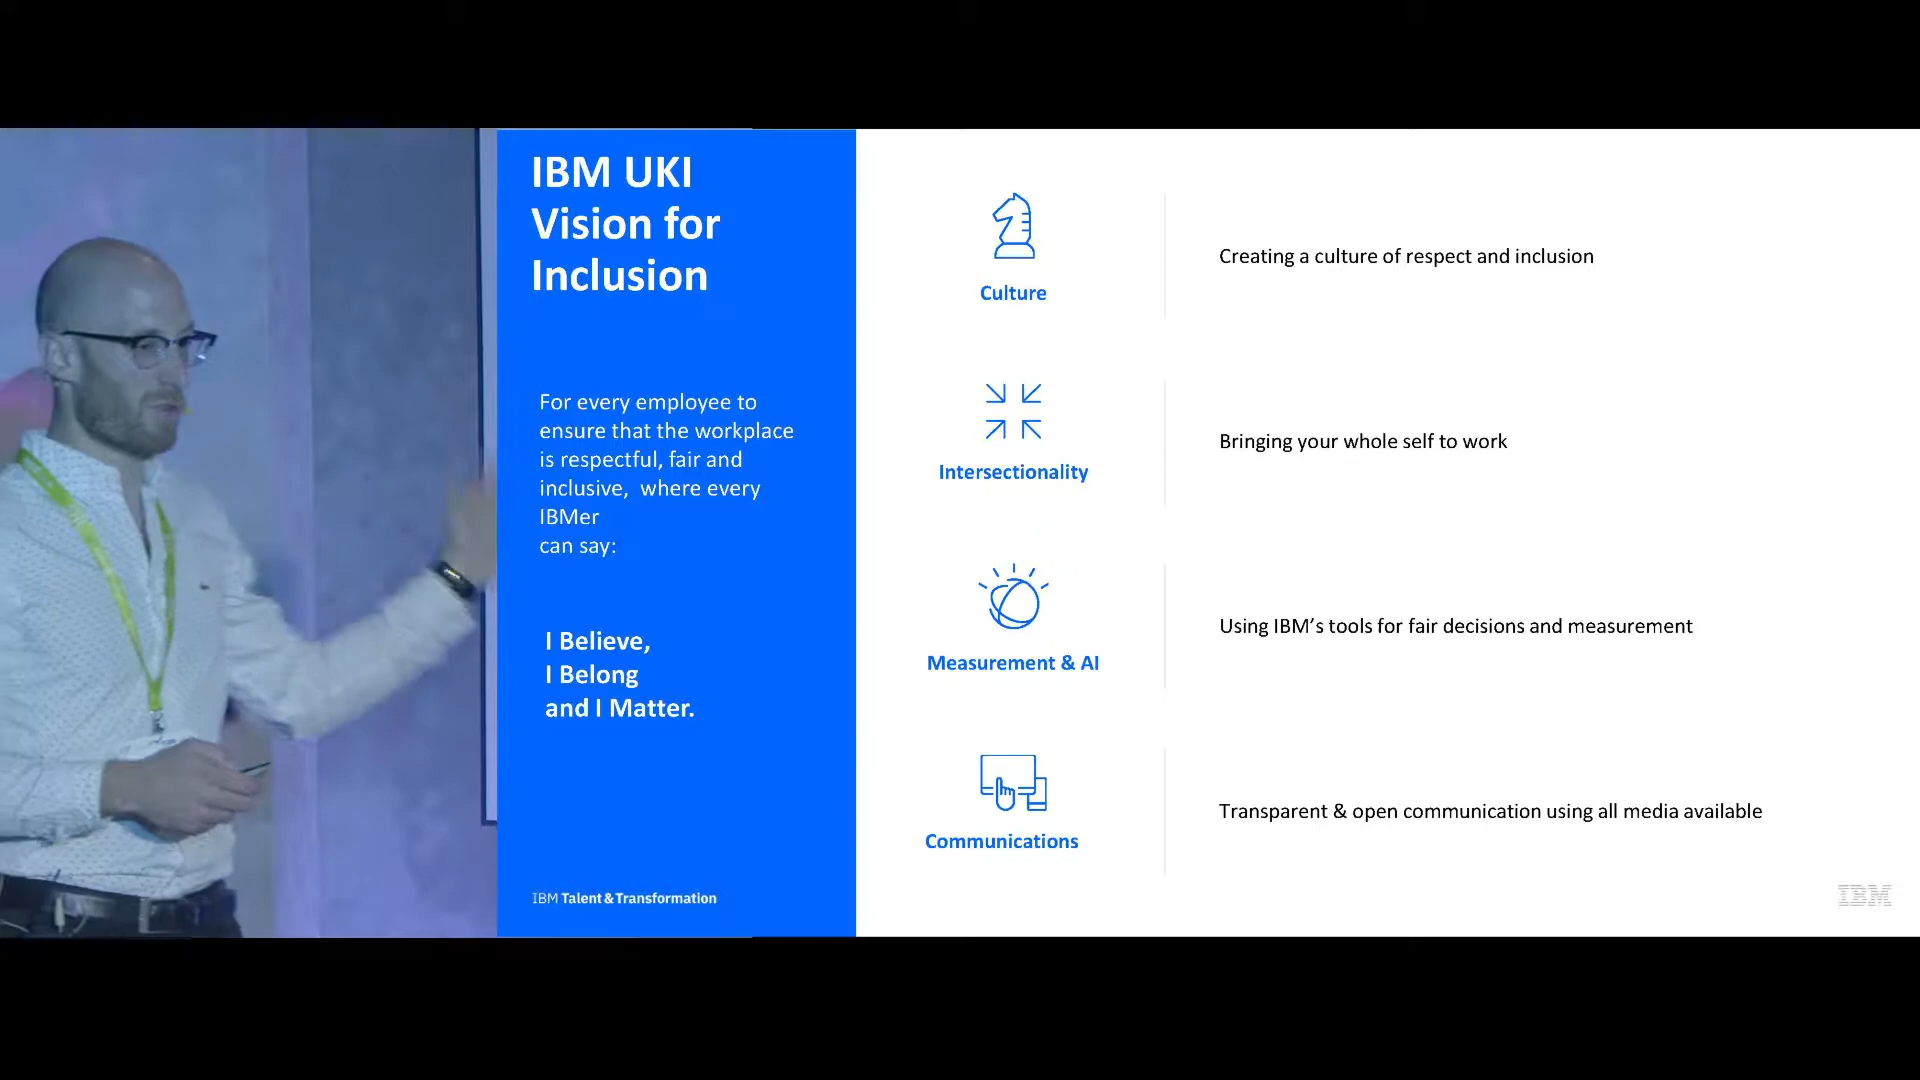 IBM UKI
Vision for
Inclusion
For every employee to
ensure that the workplace
is respectful, fair and
inclusive,  where every
IBMer
can say:
I Believe,
I Belong
and I Matter.
IBM Talent & Transformation
Culture
Creating a culture of respect and inclusion
Intersectionality
Bringing your whole self to work
Measurement & AI
Using IBM’s tools for fair decisions and measurement
Communications
Transparent & open communication using all media available
IBM